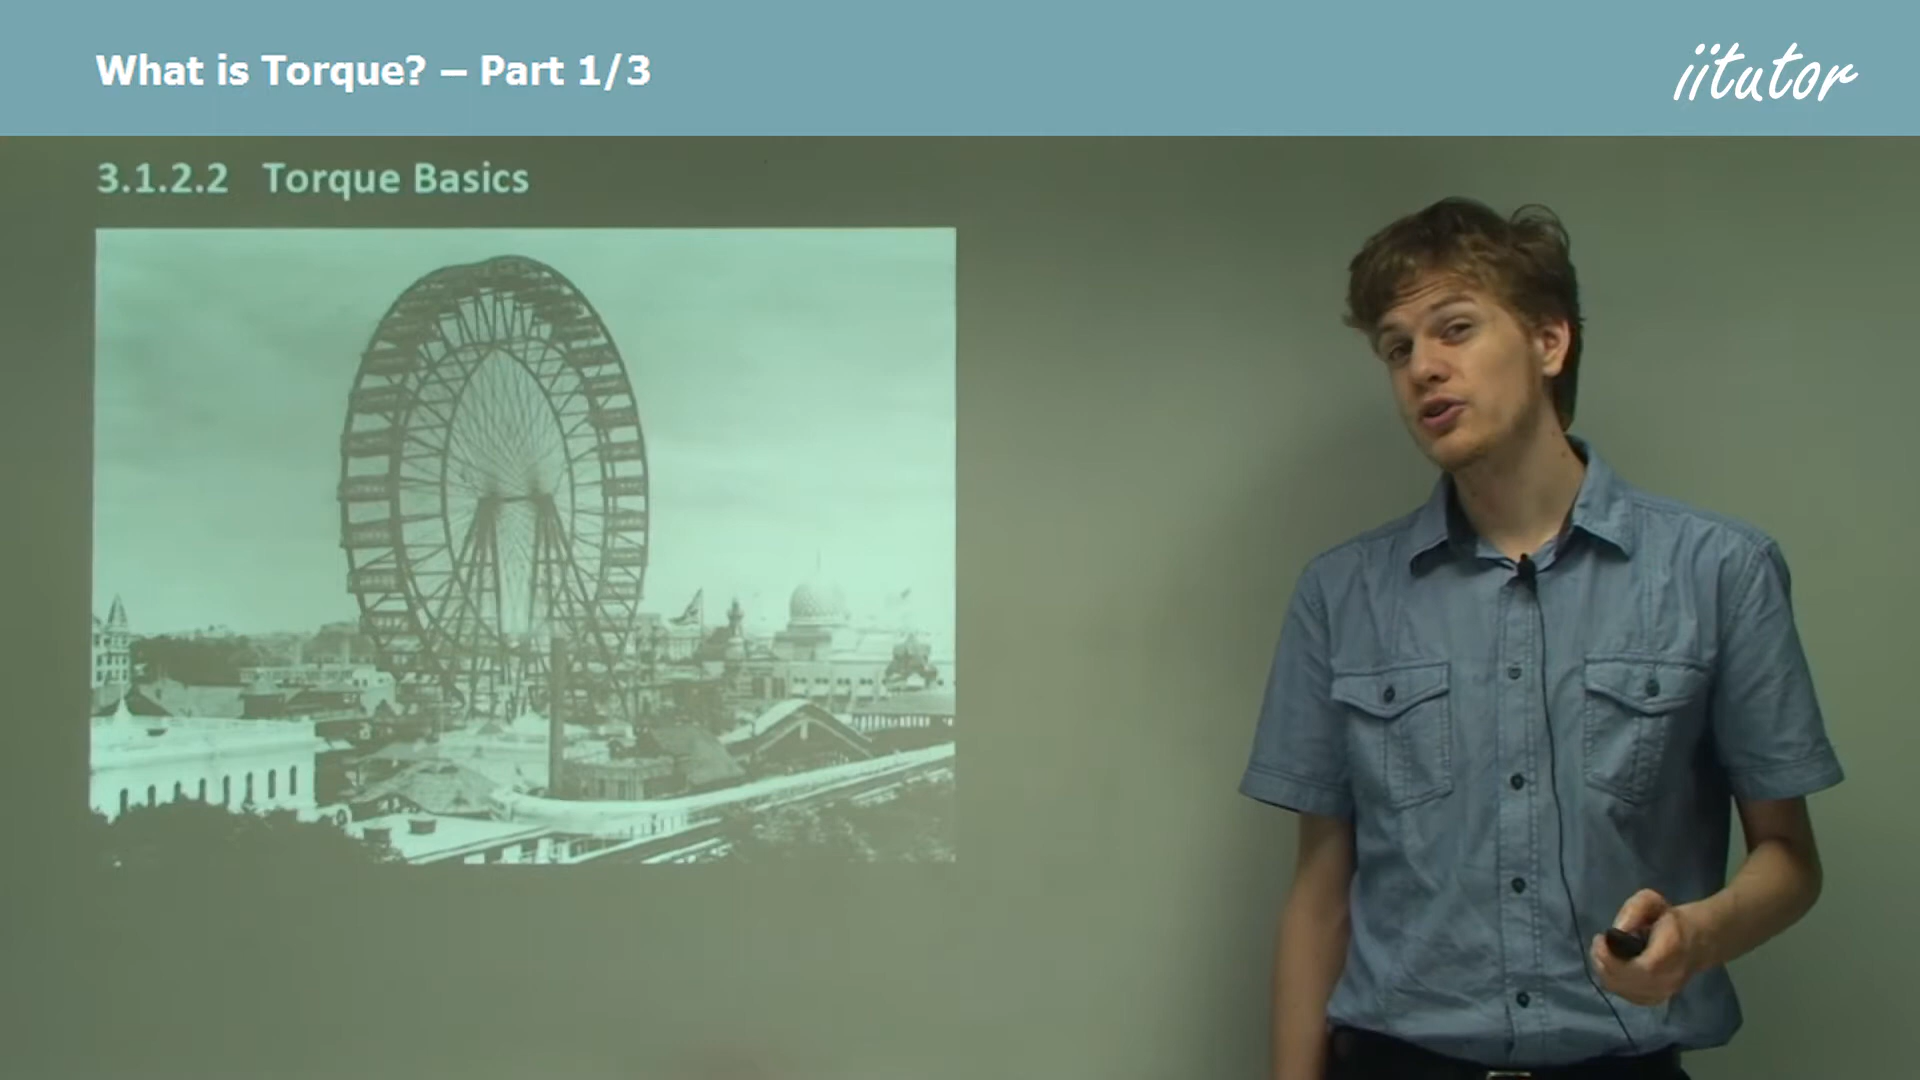 What is Torque? – Part 1/3
iitutor
3.1.2.2 Torque Basics